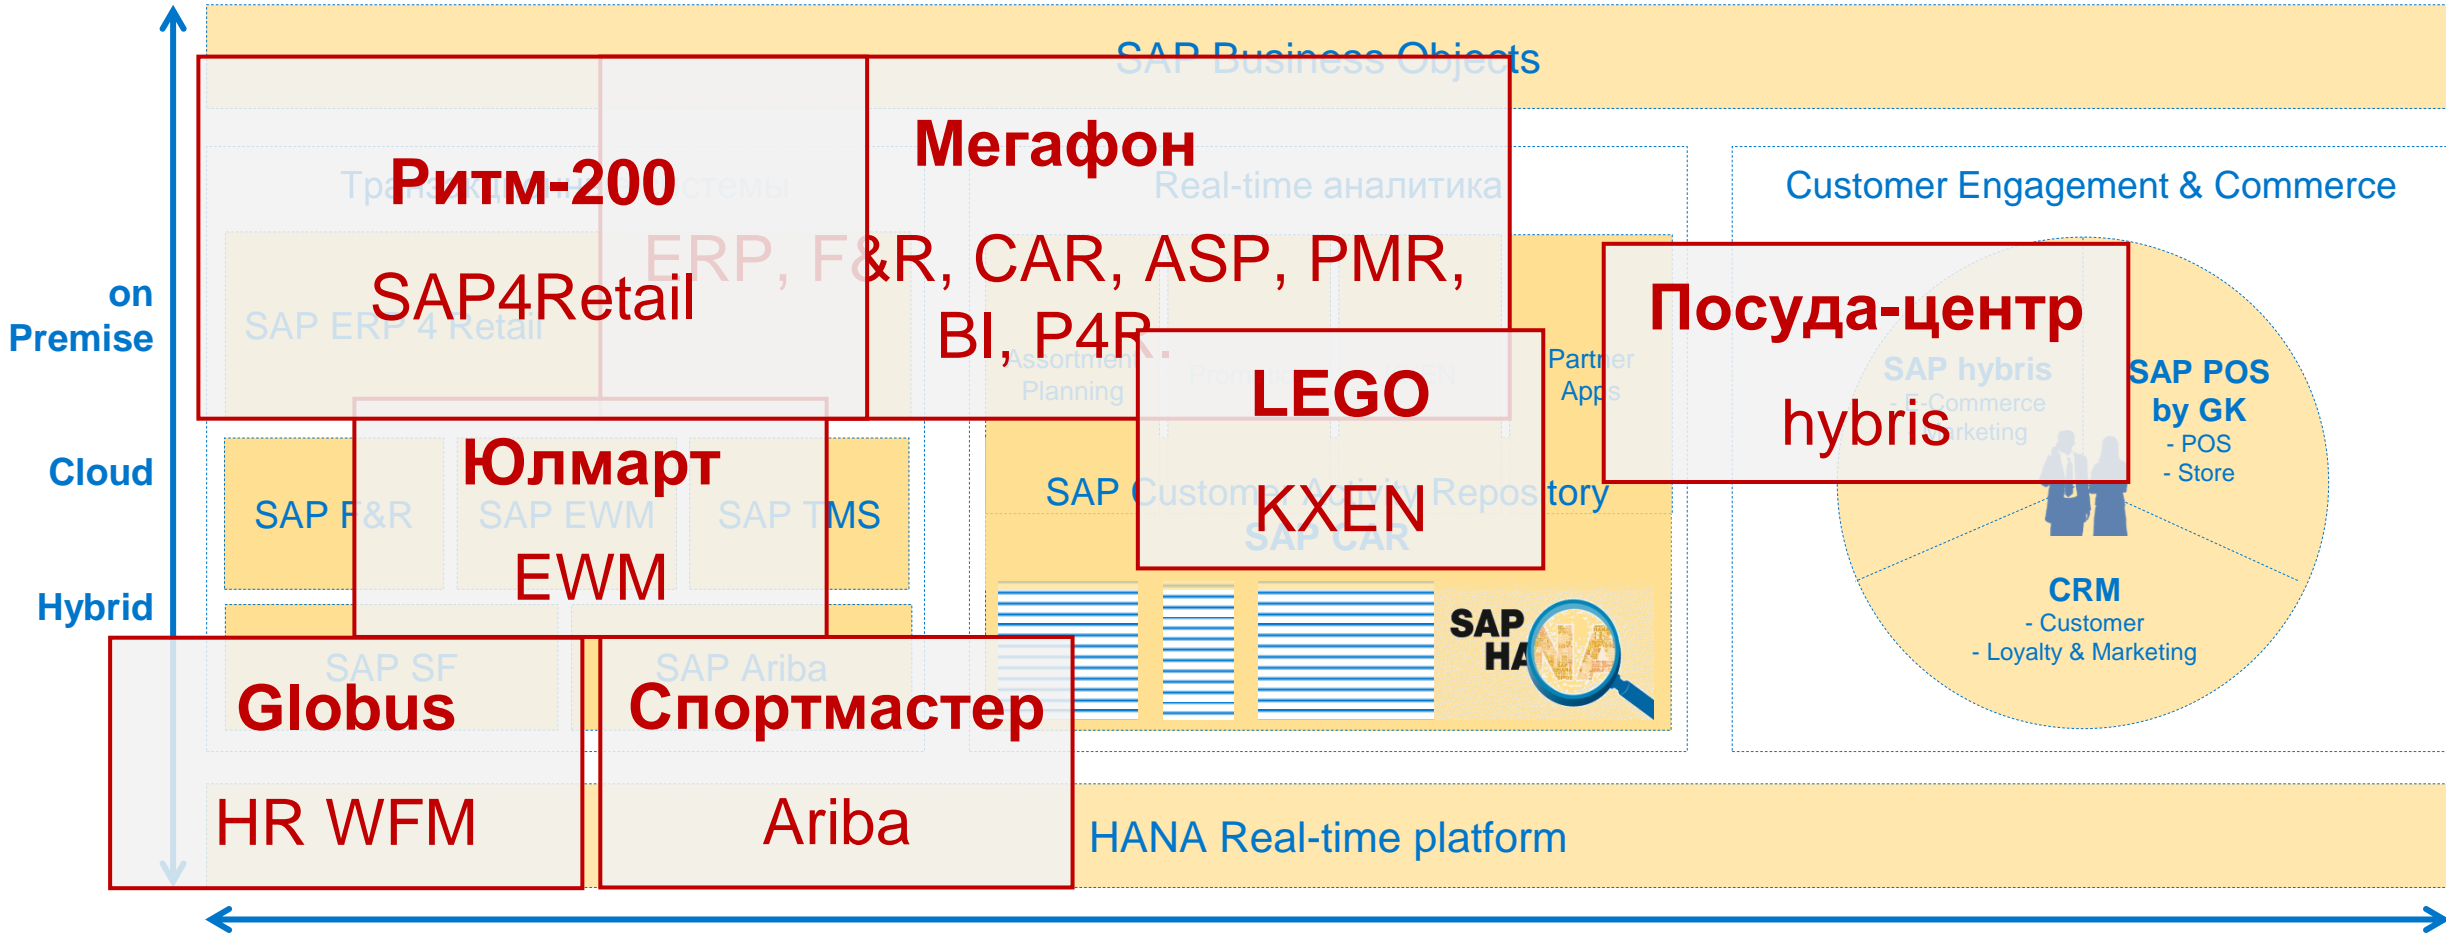 SAP Business Objects
Мегафон
Ритм-200
Real-time аналитика
Customer Engagement & Commerce
ERP, F&R, CAR, ASP, PMR,
BI, P4R.
SAP4Retail
SAP ERP 4 Retail
on
Premise
Cloud
Hybrid
Посуда-центр
hybris
SAP hybris
- E-Commerce
Marketing
SAP POS
by GK
- POS
- Store
CRM
- Customer
- Loyalty & Marketing
Assortment
Planning
Partner
Apps
LEGO
KXEN
SAP Customer Activity Repository
SAP CAR
SAP
HANA
Юлмарт
EWM
SAP F&R
SAP EWM
SAP TMS
SAP SF
SAP Ariba
Globus
HR WFM
Спортмастер
Ariba
HANA Real-time platform